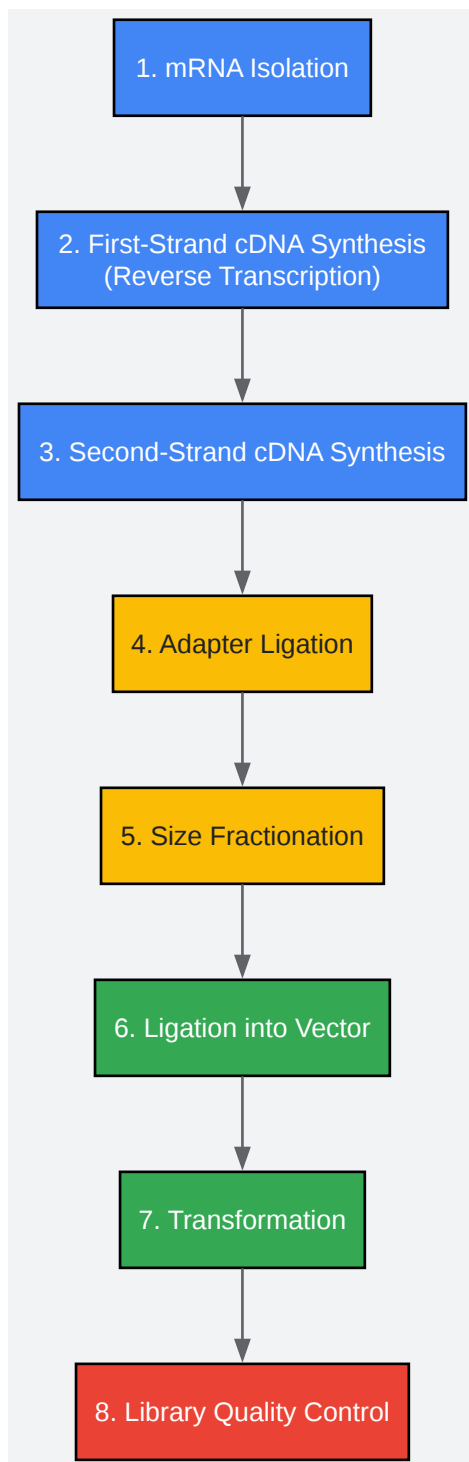 1. mRNA Isolation
2. First-Strand cDNA Synthesis
(Reverse Transcription)
3. Second-Strand cDNA Synthesis
4. Adapter Ligation
5. Size Fractionation
6. Ligation into Vector
7. Transformation
8. Library Quality Control